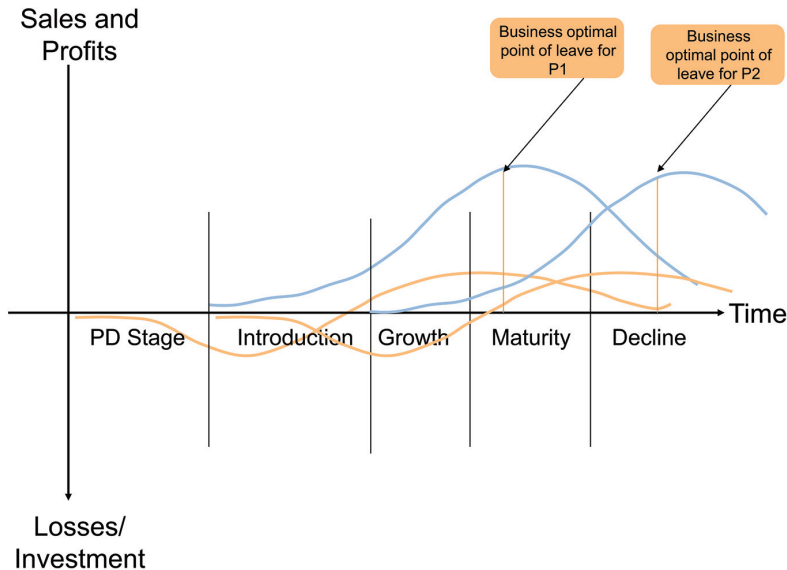 Sales and
Profits
Business optimal
point of leave for
P1
Business
optimal point of
leave for P2
Time
PD Stage
Introduction
Growth
Maturity
Decline
Losses/
Investment